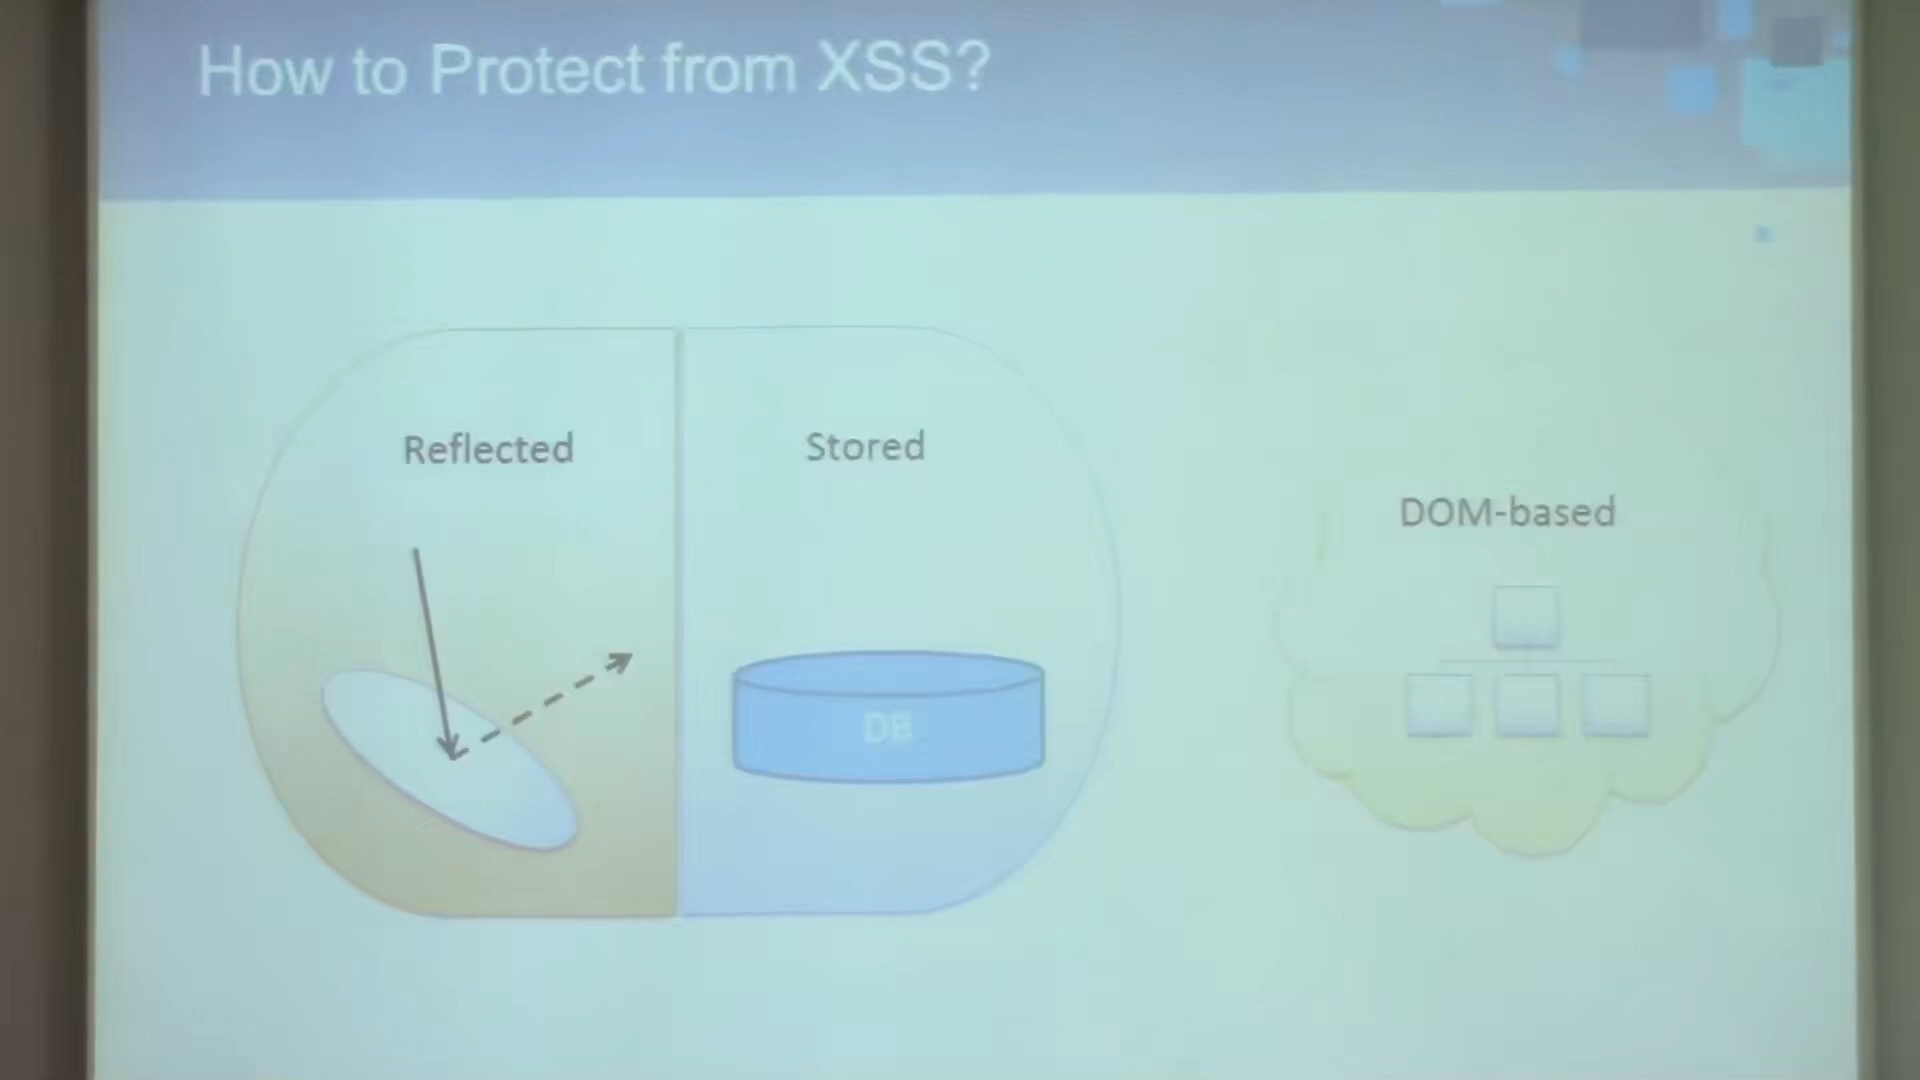 How to Protect from XSS?
Reflected
Stored
DOM-based
DB